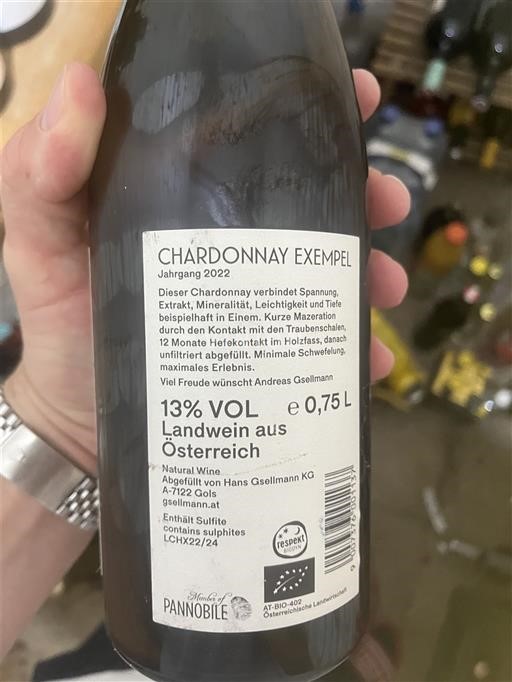 CHARDONNAY EXEMPEL
Jahrgang 2022
Dieser Chardonnay verbindet Spannung,
Extrakt, Mineralität, Leichtigkeit und Tiefe
beispielhaft in Einem. Kurze Mazeration
durch den Kontakt mit den Traubenschalen,
12 Monate Hefekontakt im Holzfass, danach
unfiltriert abgefüllt. Minimale Schwefelung,
maximales Erlebnis.
Viel Freude wünscht Andreas Gsellmann
13% VOL e 0,75 L
Landwein aus
Österreich
Natural Wine
Abgefüllt von Hans Gsellmann KG
A-7122 Gols
gsellmann.at
Enthält Sulfite
contains sulphites
LCHX22/24
respekt
BIODYN
Member of
PANNOBILE
AT-BIO-402
Österreichische Landwirtschaft